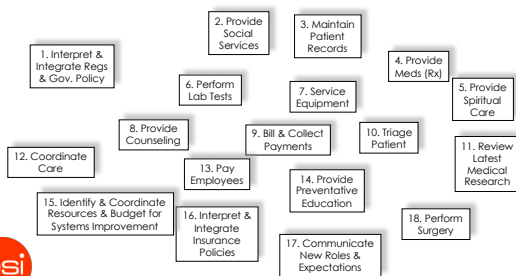 2. Provide
Social
Services
3. Maintain
Patient
Records
1. Interpret &
Integrate Regs
& Gov. Policy
4. Provide
Meds (Rx)
6. Perform
Lab Tests
7. Service
Equipment
5. Provide
Spiritual
Care
8. Provide
Counseling
9. Bill & Collect
Payments
10. Triage
Patient
11. Review
Latest
Medical
Research
12. Coordinate
Care
13. Pay
Employees
14. Provide
Preventative
Education
15. Identify & Coordinate
Resources & Budget for
Systems Improvement
16. Interpret &
Integrate
Insurance
Policies
18. Perform
Surgery
17. Communicate
New Roles &
Expectations
si